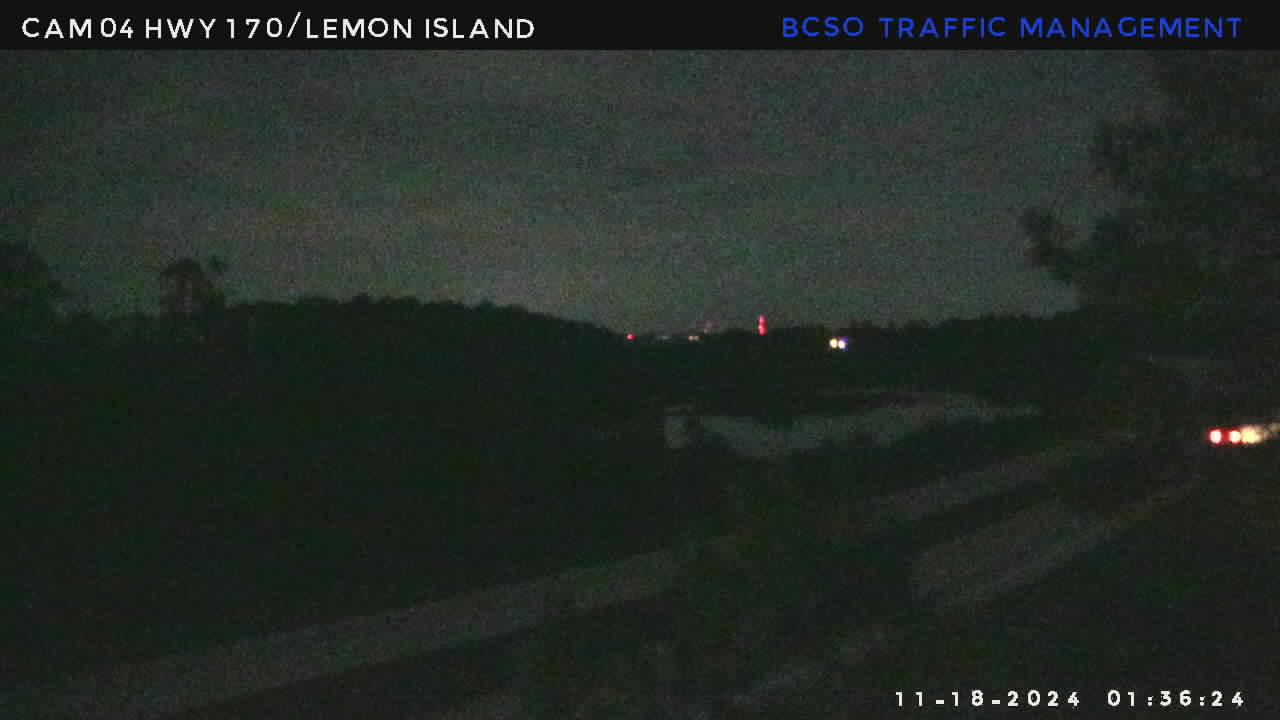 CAM04 HWY170/LEMON ISLAND
BCSO TRAFFIC MANAGEMENT
11-18-2024 01:36:24